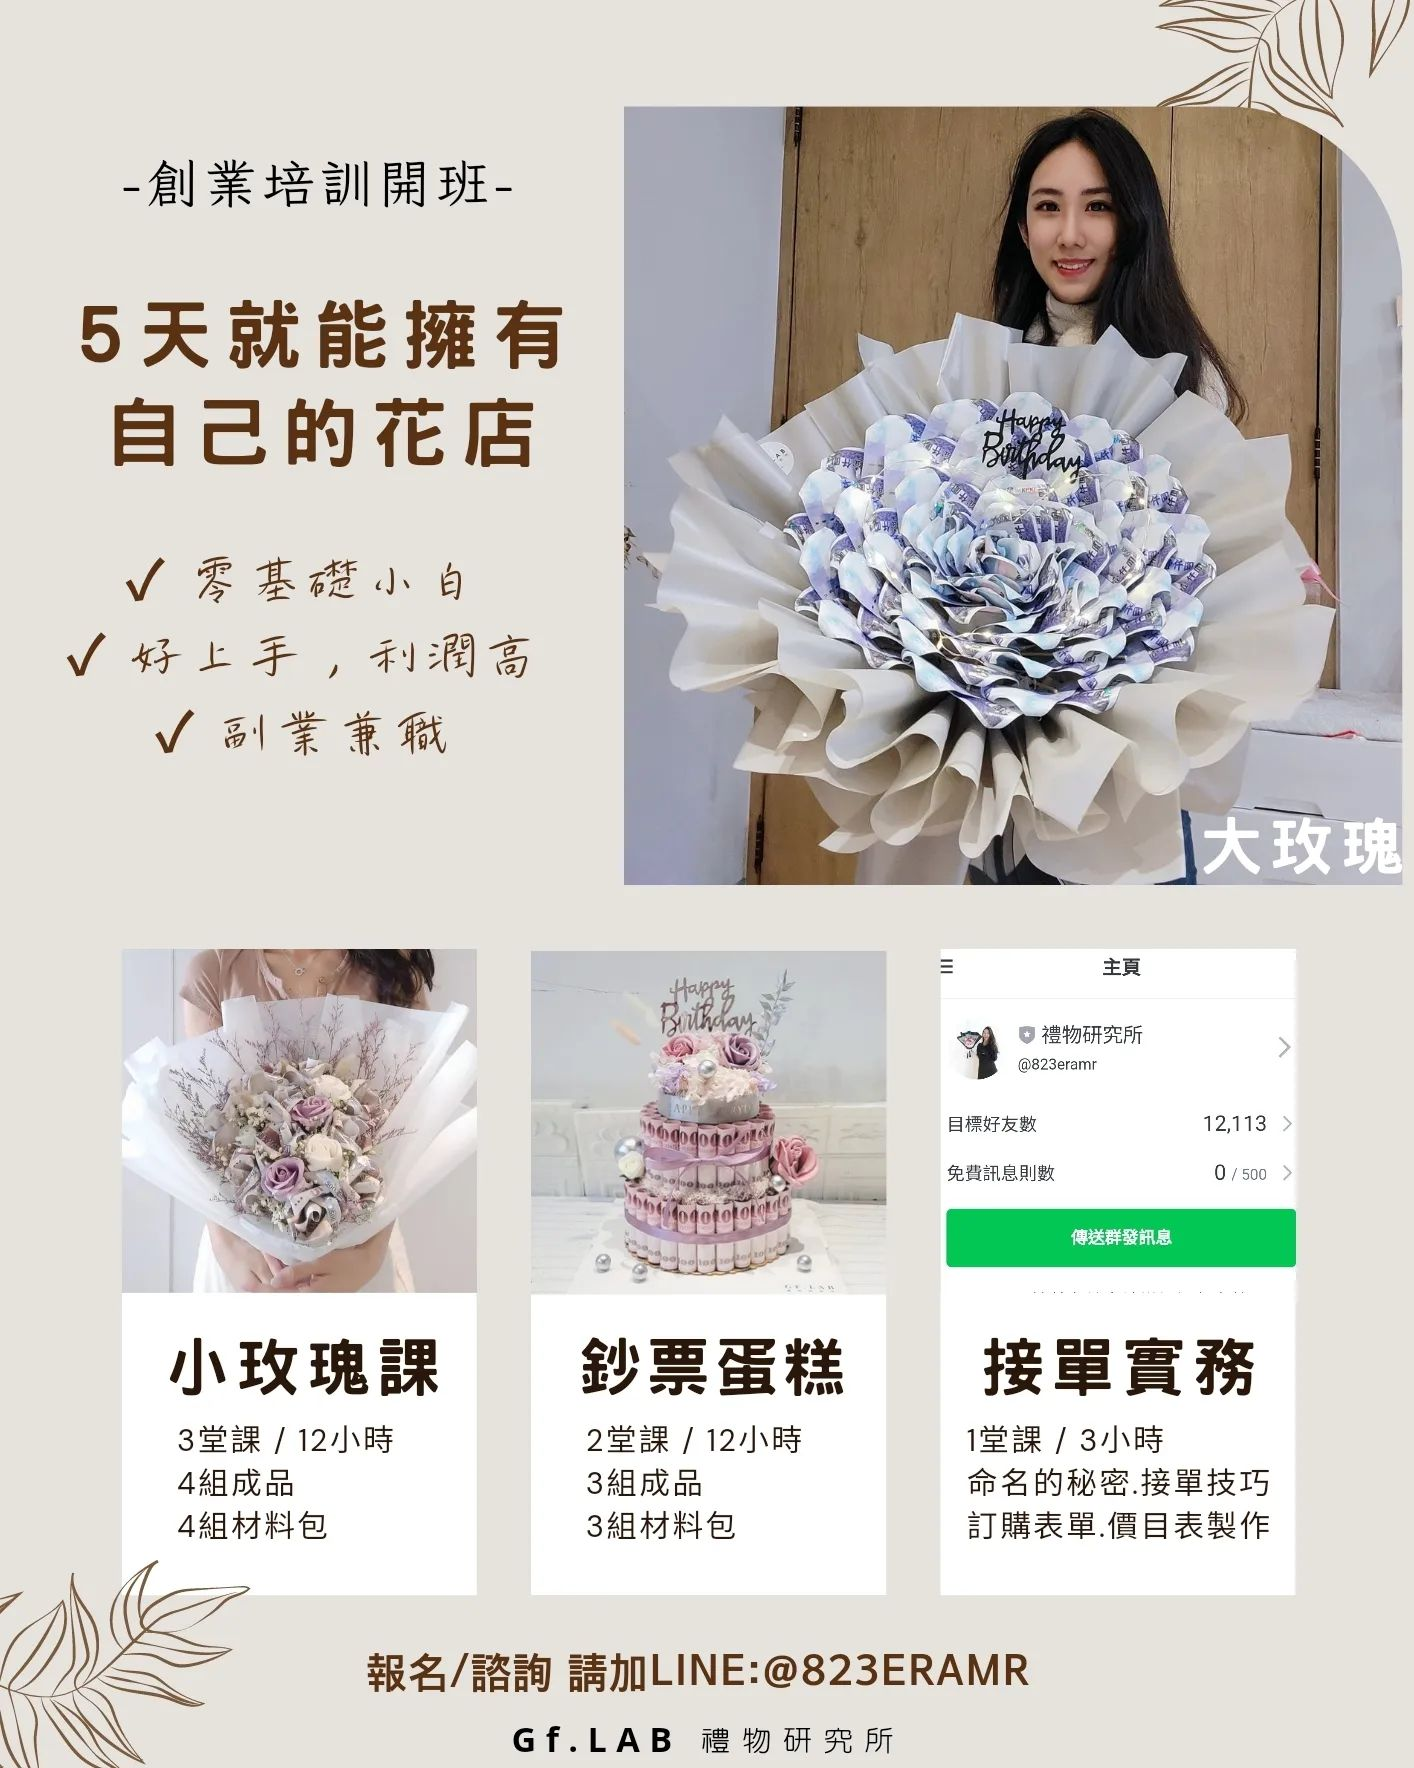 -創業培訓開班-
5天就能擁有
自己的花店
✓ 零基礎小白
✓ 好上手，利潤高
✓ 副業兼職
Happy
Birthday
大玫瑰
Happy
Birthday
GF.LAB
主頁
禮物研究所
@823eramr
目標好友數 12,113
免費訊息則數 0 / 500
傳送群發訊息
小玫瑰課
3堂課 / 12小時
4組成品
4組材料包
鈔票蛋糕
2堂課 / 12小時
3組成品
3組材料包
接單實務
1堂課 / 3小時
命名的秘密.接單技巧
訂購表單.價目表製作
報名/諮詢 請加LINE:@823ERAMR
Gf.LAB 禮物研究所